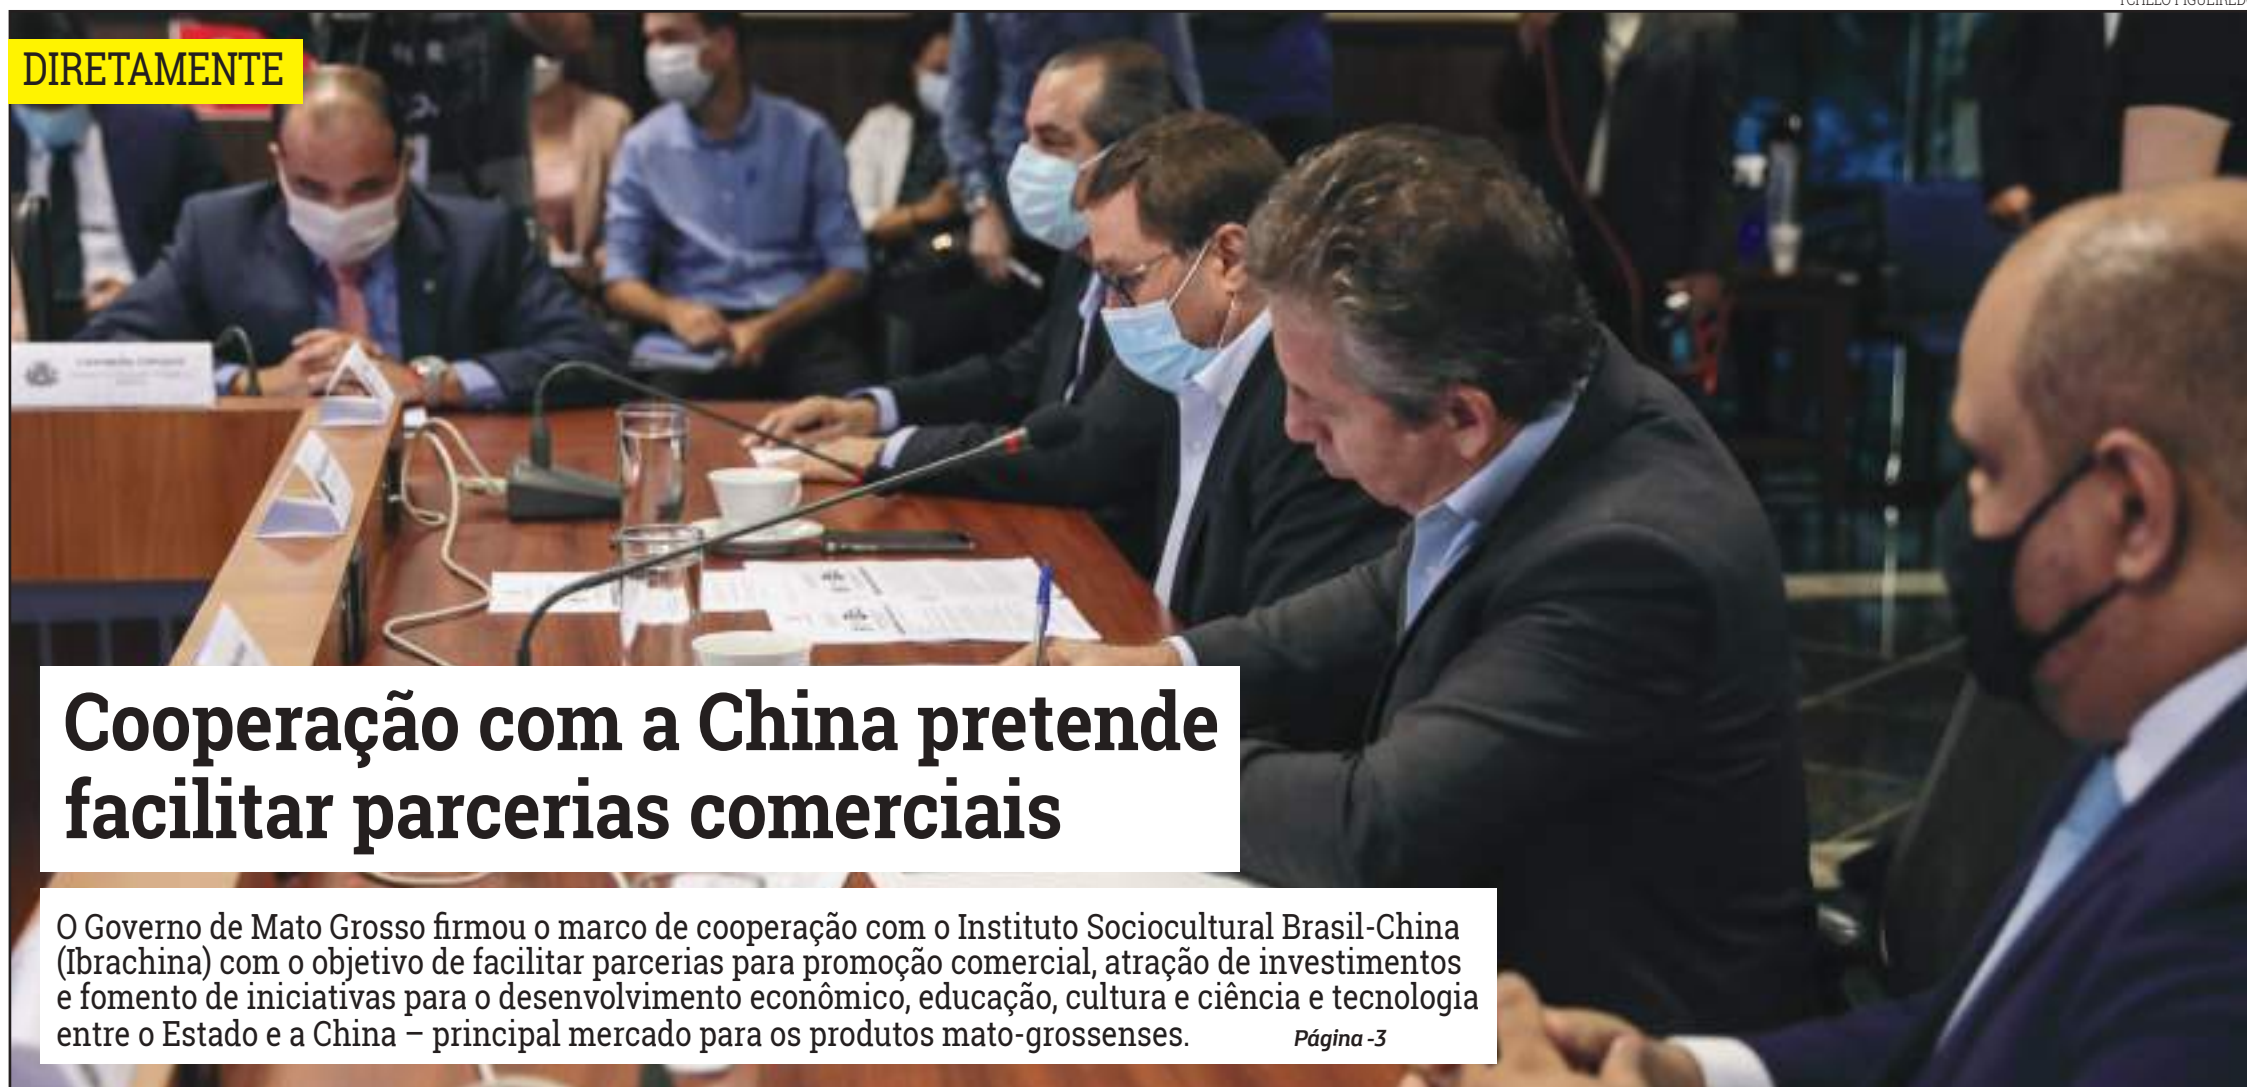 DIRETAMENTE
Cooperação com a China pretende
facilitar parcerias comerciais
O Governo de Mato Grosso firmou o marco de cooperação com o Instituto Sociocultural Brasil-China
(Ibrachina) com o objetivo de facilitar parcerias para promoção comercial, atração de investimentos
e fomento de iniciativas para o desenvolvimento econômico, educação, cultura e ciência e tecnologia
entre o Estado e a China – principal mercado para os produtos mato-grossenses. Página -3